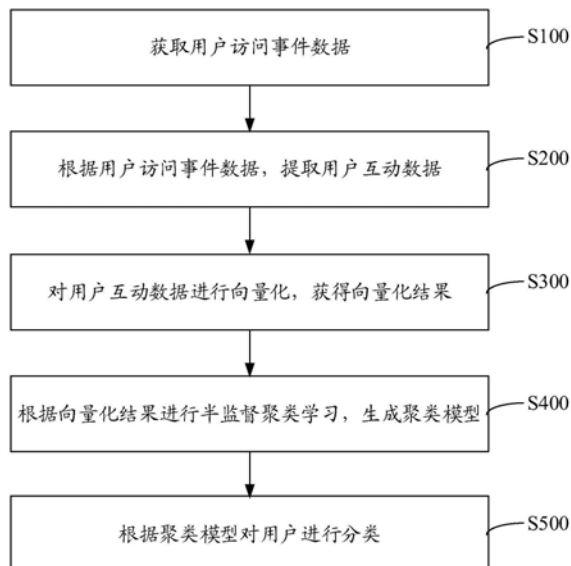 获取用户访问事件数据
S100
根据用户访问事件数据，提取用户互动数据
S200
对用户互动数据进行向量化，获得向量化结果
S300
根据向量化结果进行半监督聚类学习，生成聚类模型
S400
根据聚类模型对用户进行分类
S500